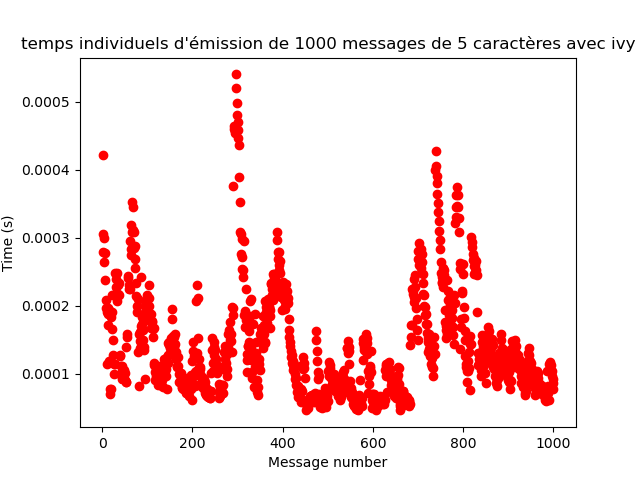 temps individuels d'émission de 1000 messages de 5 caractères avec ivy
0.0005
0.0004
0.0003
0.0002
0.0001
Time (s)
0 200 400 600 800 1000
Message number